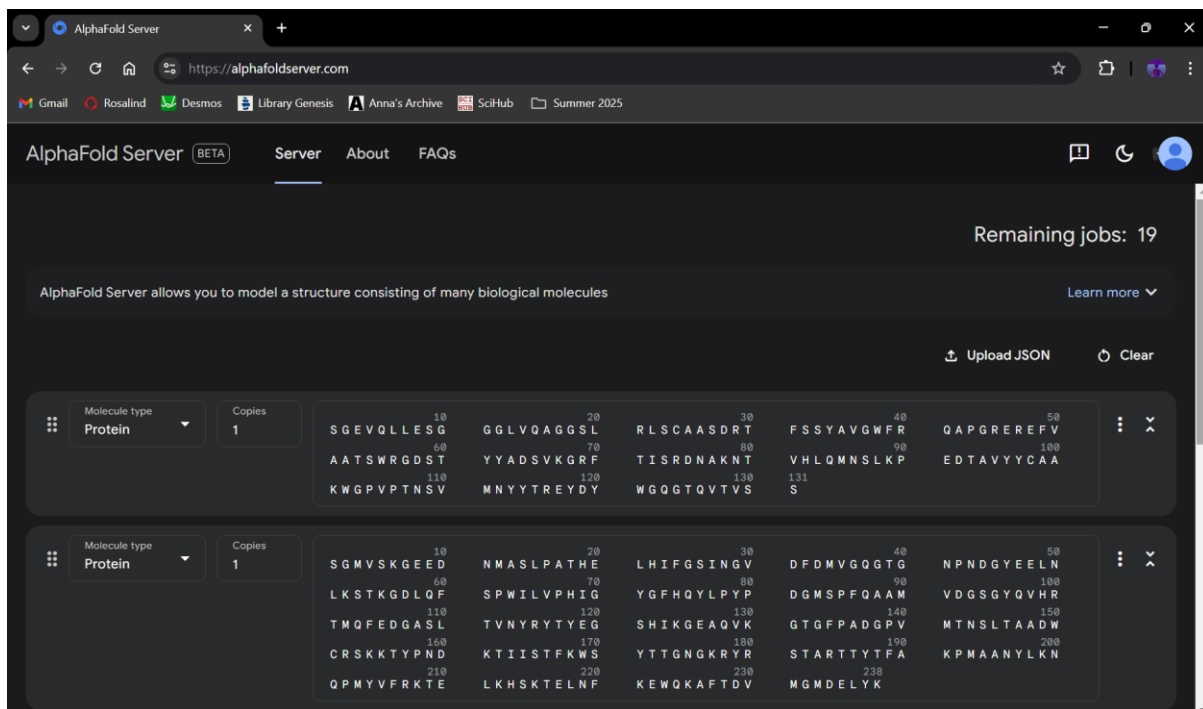 AlphaFold Server
https://alphafoldserver.com
Gmail Rosalind Desmos Library Genesis Anna's Archive SciHub Summer 2025
AlphaFold Server BETA Server About FAQs
Remaining jobs: 19
AlphaFold Server allows you to model a structure consisting of many biological molecules Learn more
Upload JSON Clear
Molecule type Copies
Protein 1
10 20 30 40 50
SGEVQLLESG GGLVQAGGSL RLSCAASDRT FSSYAVGWFR QAPGREREFV
60 70 80 90 100
AATSWRGDST YYADSVKGRF TISRDNAKNT VHLQMNSLKP EDTAVYYCAA
110 120 130 131
KWGPVPTNSV MNYYTREYDY WGQGTQVTVS S
Molecule type Copies
Protein 1
10 20 30 40 50
SGMVSKGEED NMASLPATHE LHIFGSINGV DFDMVGQGTG NPNDGYEELN
60 70 80 90 100
LKSTKGDLQF SPWILVPHIG YGFHQYLPYP DGMSPFQAAM VDGSGYQVHR
110 120 130 140 150
TMQFEDGASL TVNYRYTYEG SHIKGEAQVK GTGFPADGPV MTNSLTAADW
160 170 180 190 200
CRSKKTYPND KTIISTFKWS YTTGNGKRYR STARTTYTFA KPMAANYLKN
210 220 230 238
QPMYVFRKTE LKHSKTELNF KEWQKAFTDV MGMDELYK